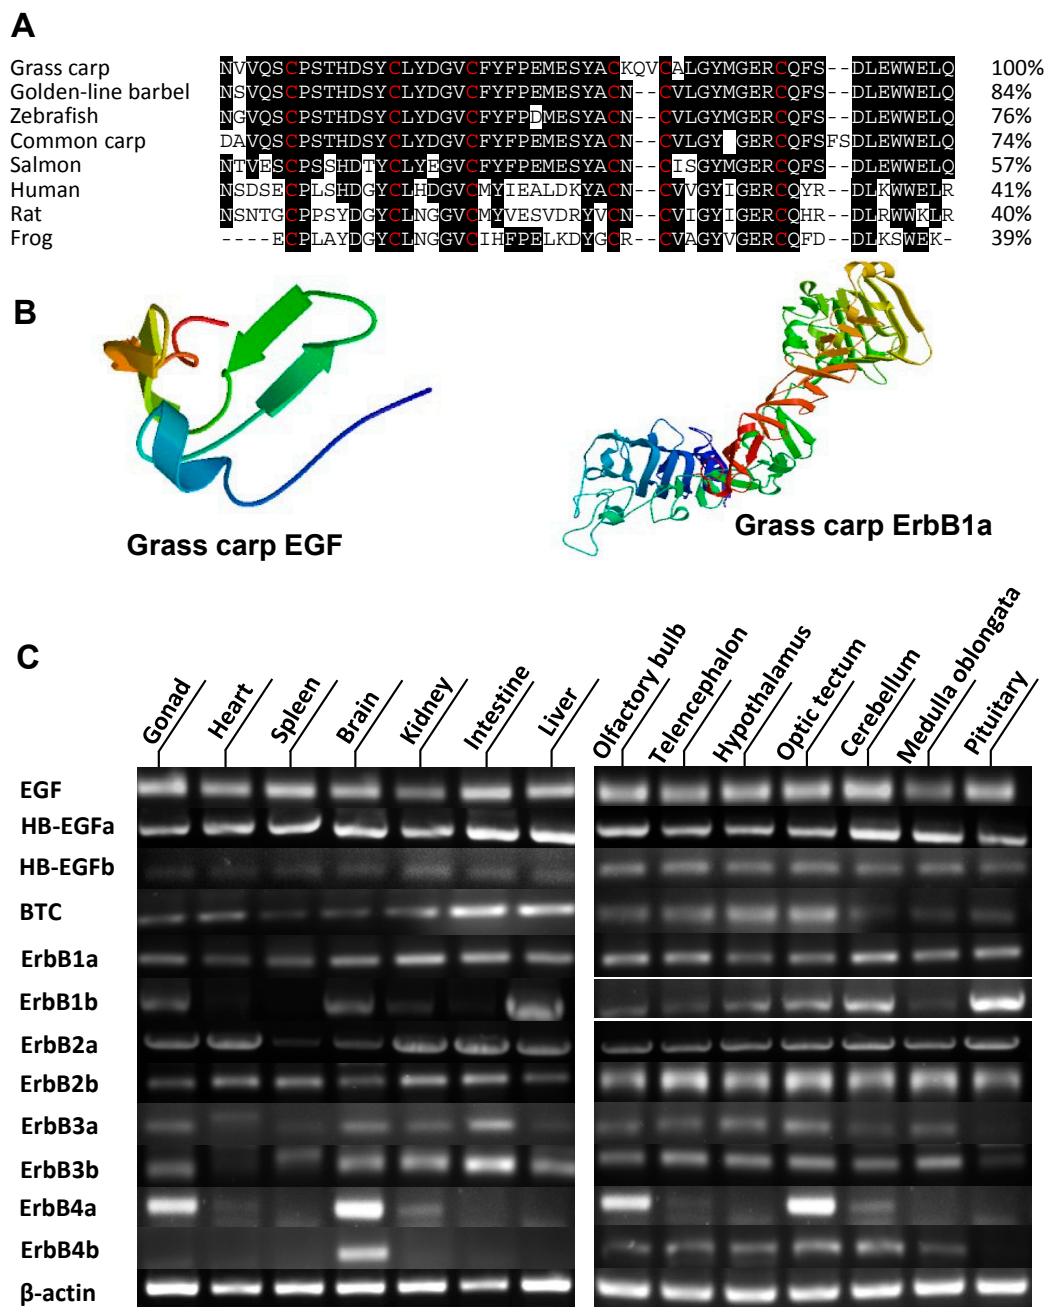 A
Grass carp NVVQSCPSTHDSYCLYDGVCFYFPEMESYACKQVCALGYMGERCQFS--DLEWWELQ 100%
Golden-line barbel NSVQSCPSTHDSYCLYDGVCFYFPEMESYACN--CVLGYMGERCQFS--DLEWWELQ 84%
Zebrafish NGVQSCPSTHDSYCLYDGVCFYFPDMESYACN--CVLGYMGERCQFS--DLEWWELQ 76%
Common carp DAVQSCPSTHDSYCLYDGVCFYFPEMESYACN--CVLGY GERCQFSFSDLEWWELQ 74%
Salmon NTVESCPSSHDTYCLYEGVCFYFPEMESYACN--CISGYMGERCQFS--DLEWWELQ 57%
Human NSDSECPLSHDGYCLHDGVCMYIEALDKYACN--CVVGYIGERCQYR--DLKWWELR 41%
Rat NSNTGCPPSYDGYCLNGGVCMYVESVDRYVCN--CVIGYIGERCQHR--DLRWWKLR 40%
Frog ----ECPLAYDGYCLNGGVCIHFPELKDYGCR--CVAGYVGERCQFD--DLKSWEK- 39%
B
Grass carp EGF
Grass carp ErbB1a
C
Gonad Heart Spleen Brain Kidney Intestine Liver Olfactory bulb Telencephalon Hypothalamus Optic tectum Cerebellum Medulla oblongata Pituitary
EGF
HB-EGFa
HB-EGFb
BTC
ErbB1a
ErbB1b
ErbB2a
ErbB2b
ErbB3a
ErbB3b
ErbB4a
ErbB4b
β-actin